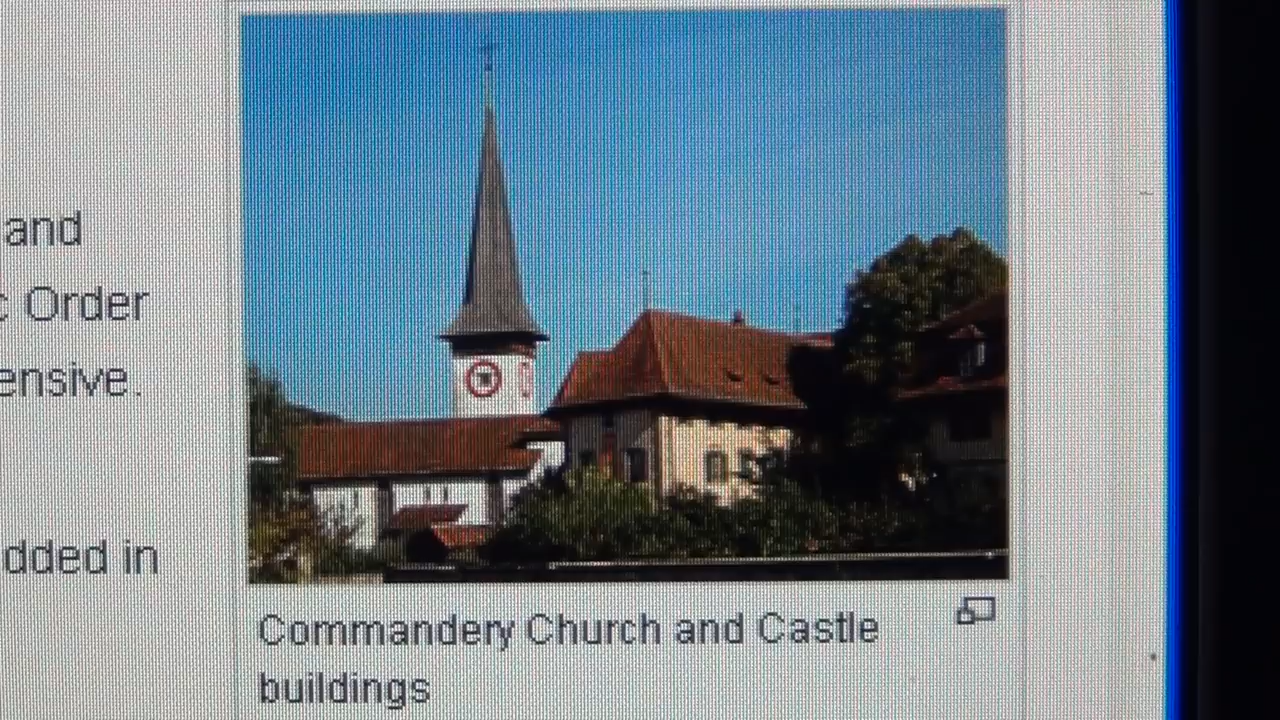 and
c Order
ensive.
dded in
Commandery Church and Castle
buildings